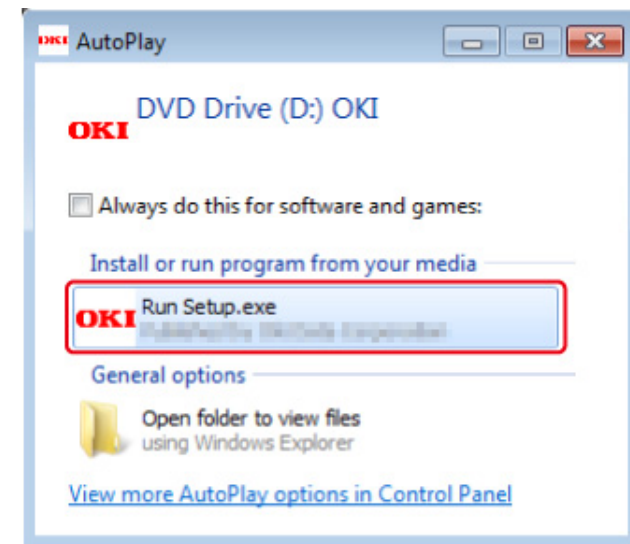 OKI AutoPlay
DVD Drive (D:) OKI
OKI
Always do this for software and games:
Install or run program from your media
OKI Run Setup.exe
General options
Open folder to view files
using Windows Explorer
View more AutoPlay options in Control Panel